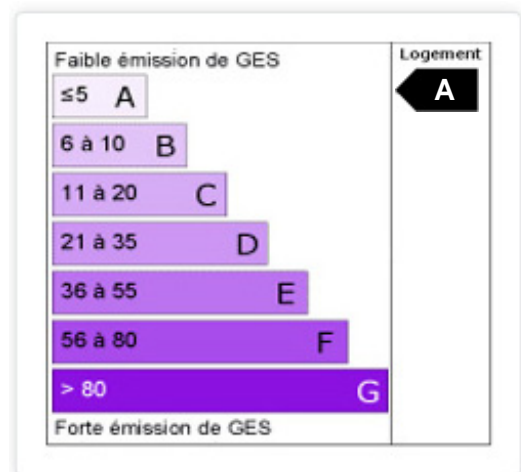 Faible émission de GES
Logement
≤5 A
A
6 à 10 B
11 à 20 C
21 à 35 D
36 à 55 E
56 à 80 F
> 80 G
Forte émission de GES